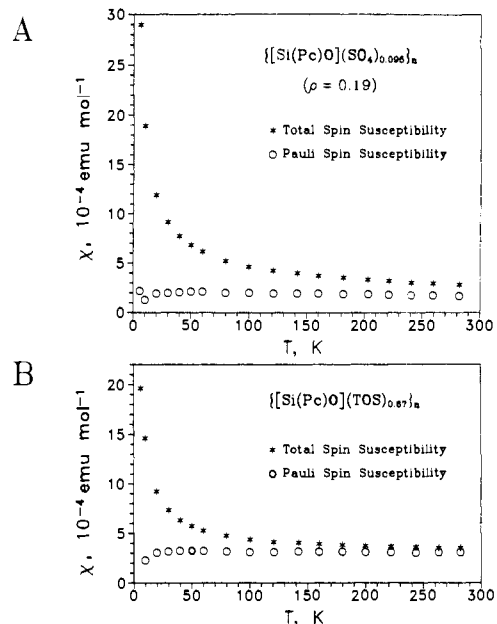 A
30
25
20
15
10
5
0
χ, 10⁻⁴ emu mol⁻¹
{[Si(Pc)O](SO₄)₀.₀₉₆}ₙ
(ρ = 0.19)
* Total Spin Susceptibility
○ Pauli Spin Susceptibility
0 50 100 150 200 250 300
T, K
B
20
15
10
5
0
χ, 10⁻⁴ emu mol⁻¹
{[Si(Pc)O](TOS)₀.₆₇}ₙ
* Total Spin Susceptibility
○ Pauli Spin Susceptibility
0 50 100 150 200 250 300
T, K